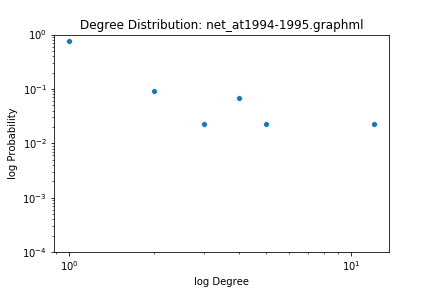 Degree Distribution: net_at1994-1995.graphml
10⁰
10⁻¹
10⁻²
10⁻³
10⁻⁴
log Probability
10⁰ 10¹
log Degree